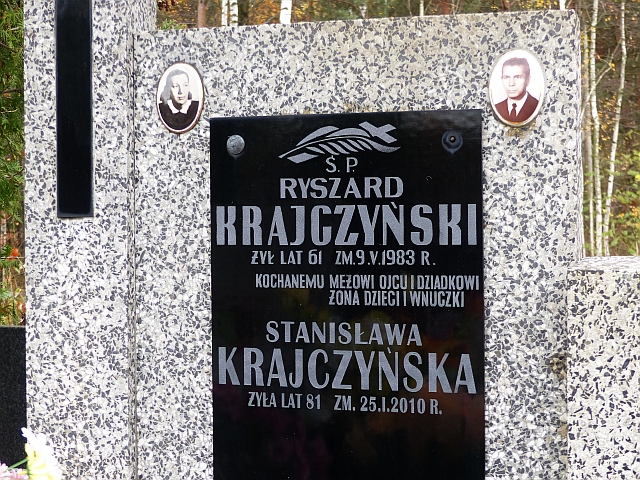 Ś. P.
RYSZARD
KRAJCZYŃSKI
ŻYŁ LAT 61 ZM. 9.V.1983 R.
KOCHANEMU MĘŻOWI OJCU I DZIADKOWI
ŻONA DZIECI I WNUCZKI
STANISŁAWA
KRAJCZYŃSKA
ŻYŁA LAT 81 ZM. 25.I.2010 R.